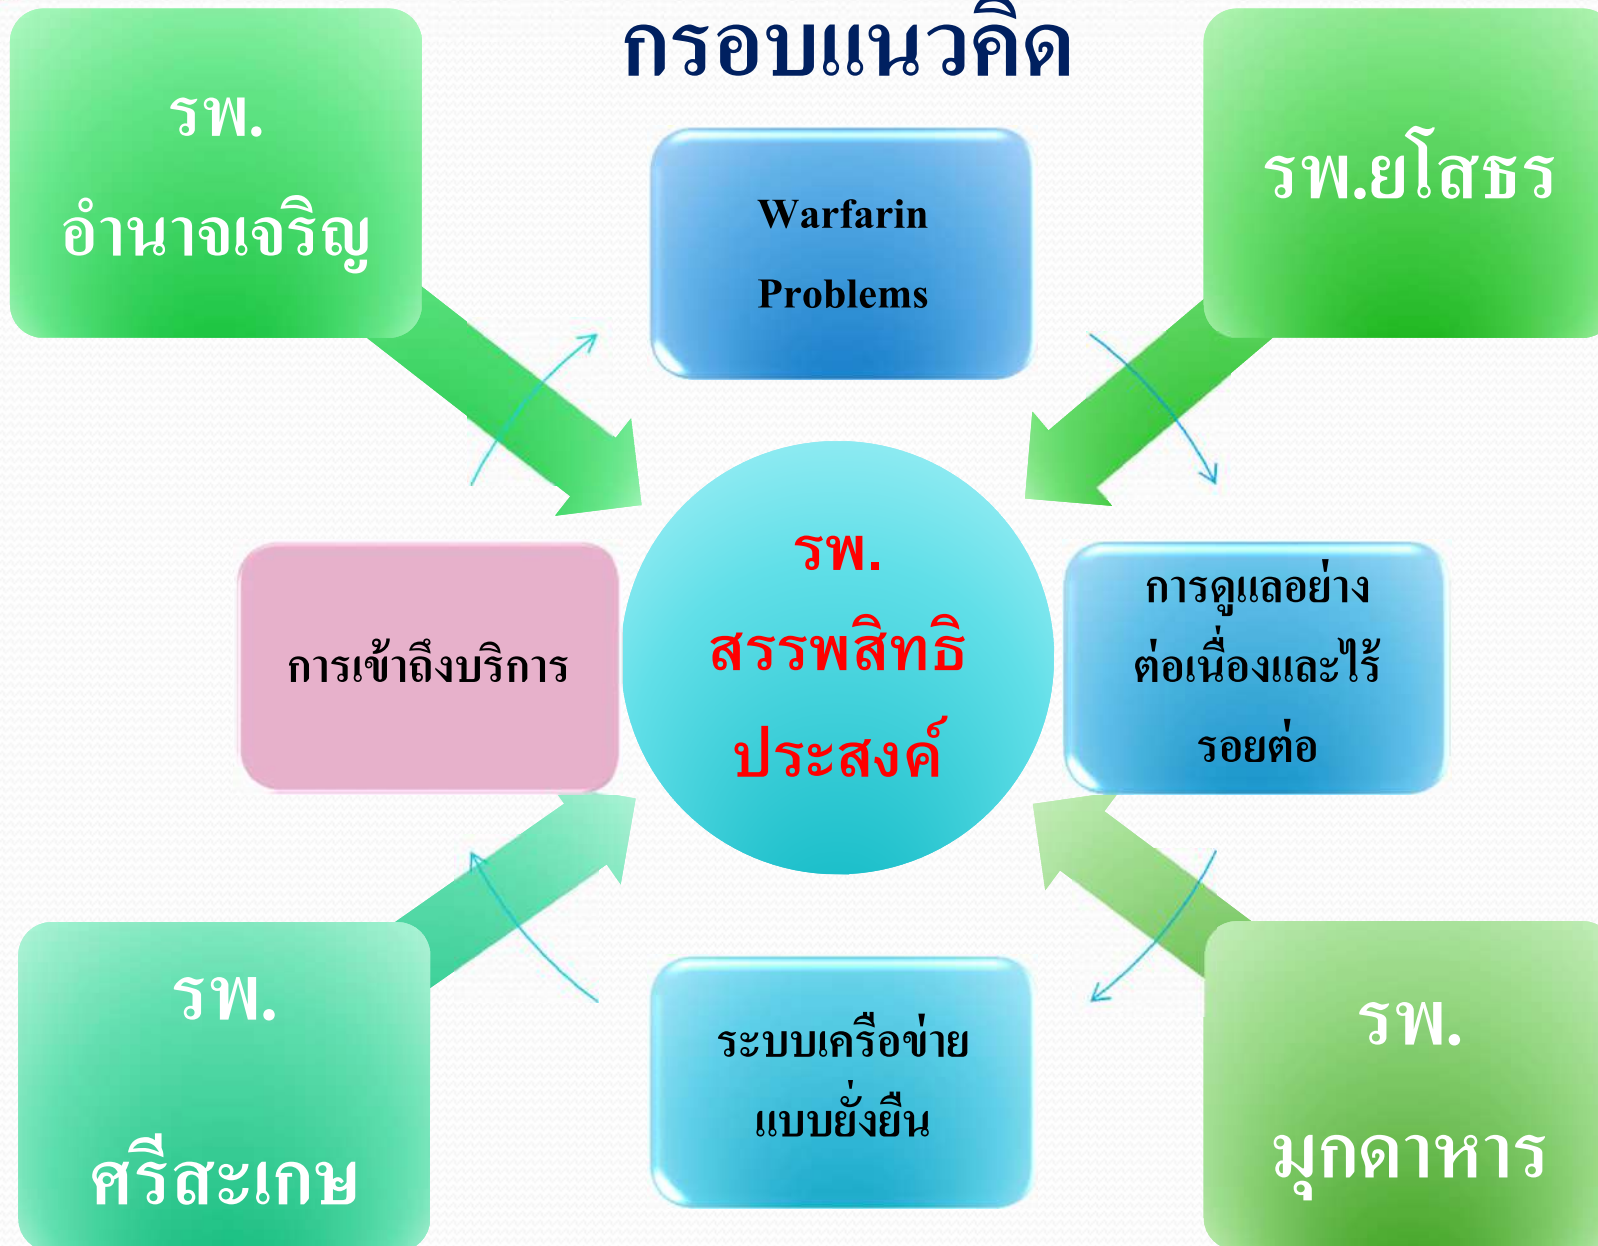 กรอบแนวคิด
รพ.
อำนาจเจริญ
Warfarin
Problems
รพ.ยโสธร
การเข้าถึงบริการ
รพ.
สรรพสิทธิ
ประสงค์
การดูแลอย่าง
ต่อเนื่องและไร้
รอยต่อ
รพ.
ศรีสะเกษ
ระบบเครือข่าย
แบบยั่งยืน
รพ.
มุกดาหาร